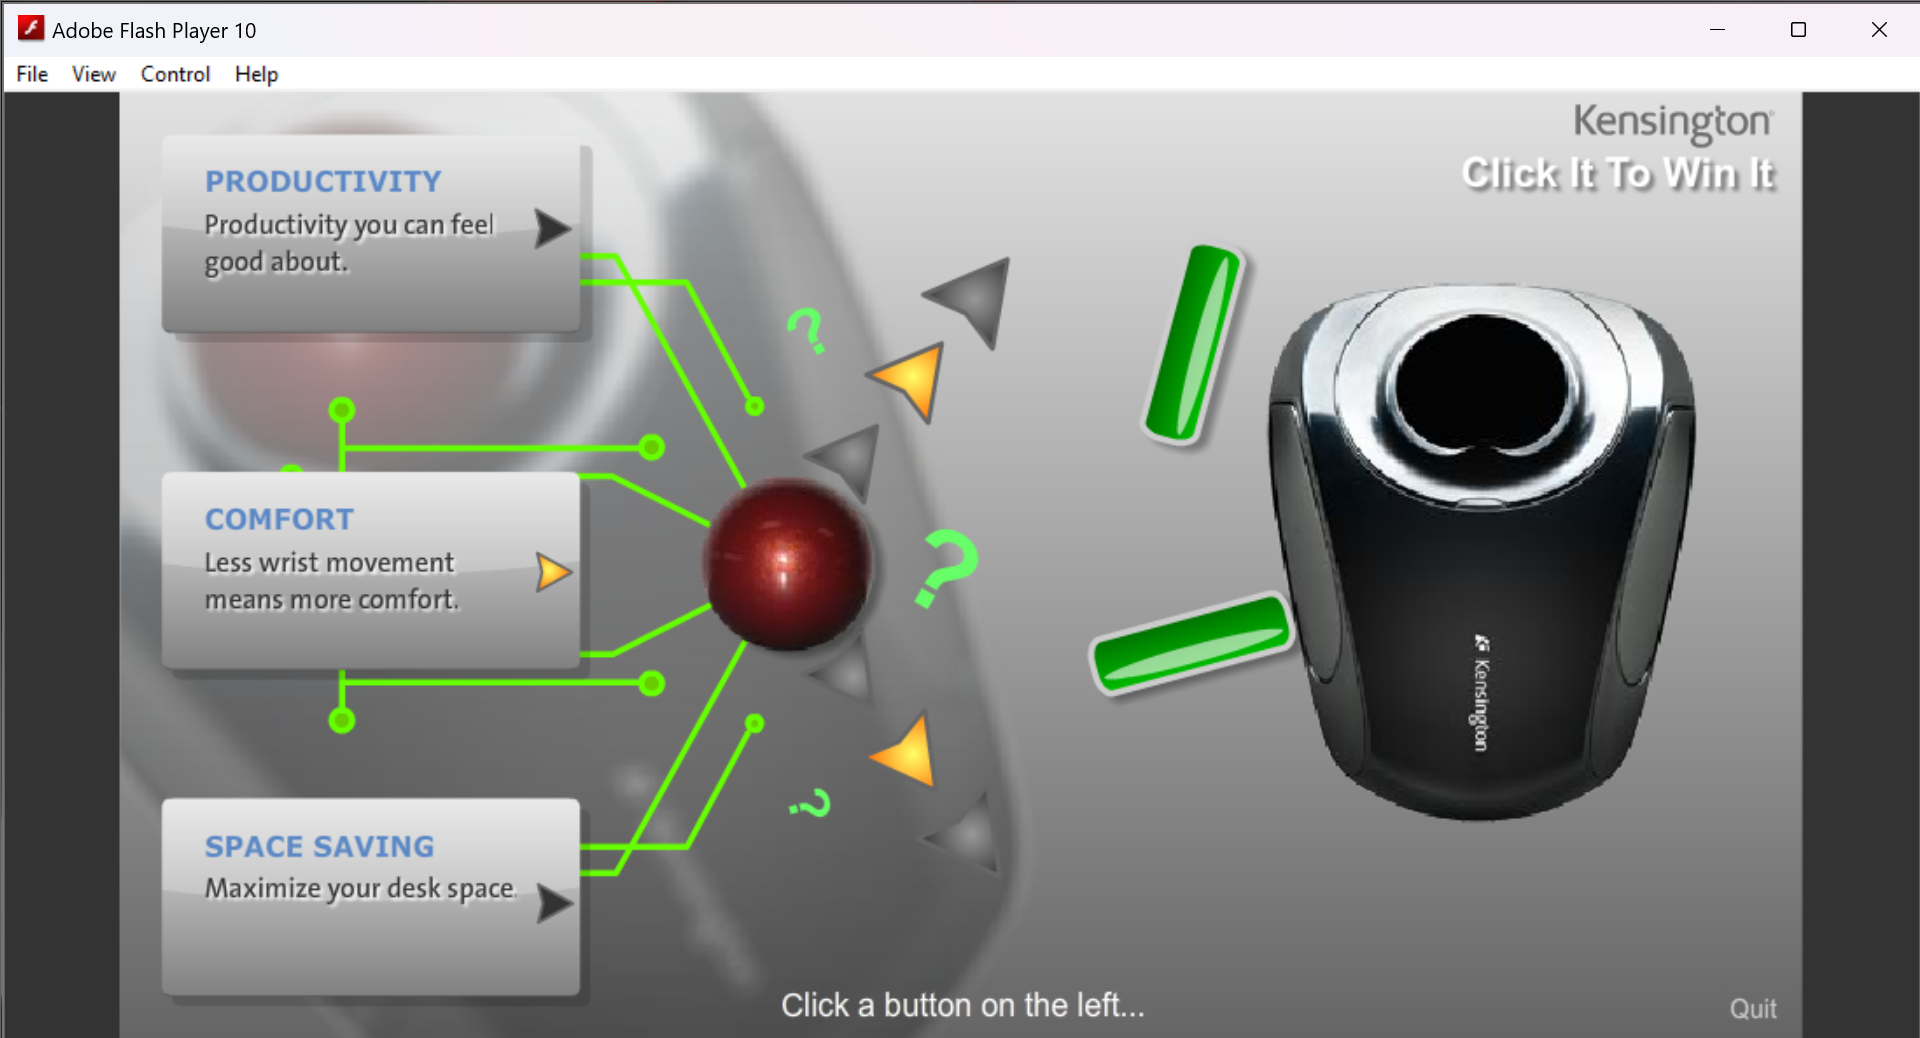 Adobe Flash Player 10
File View Control Help
Kensington
Click It To Win It
PRODUCTIVITY
Productivity you can feel
good about.
?
COMFORT
Less wrist movement
means more comfort.
?
Kensington
SPACE SAVING
Maximize your desk space.
?
Click a button on the left...
Quit